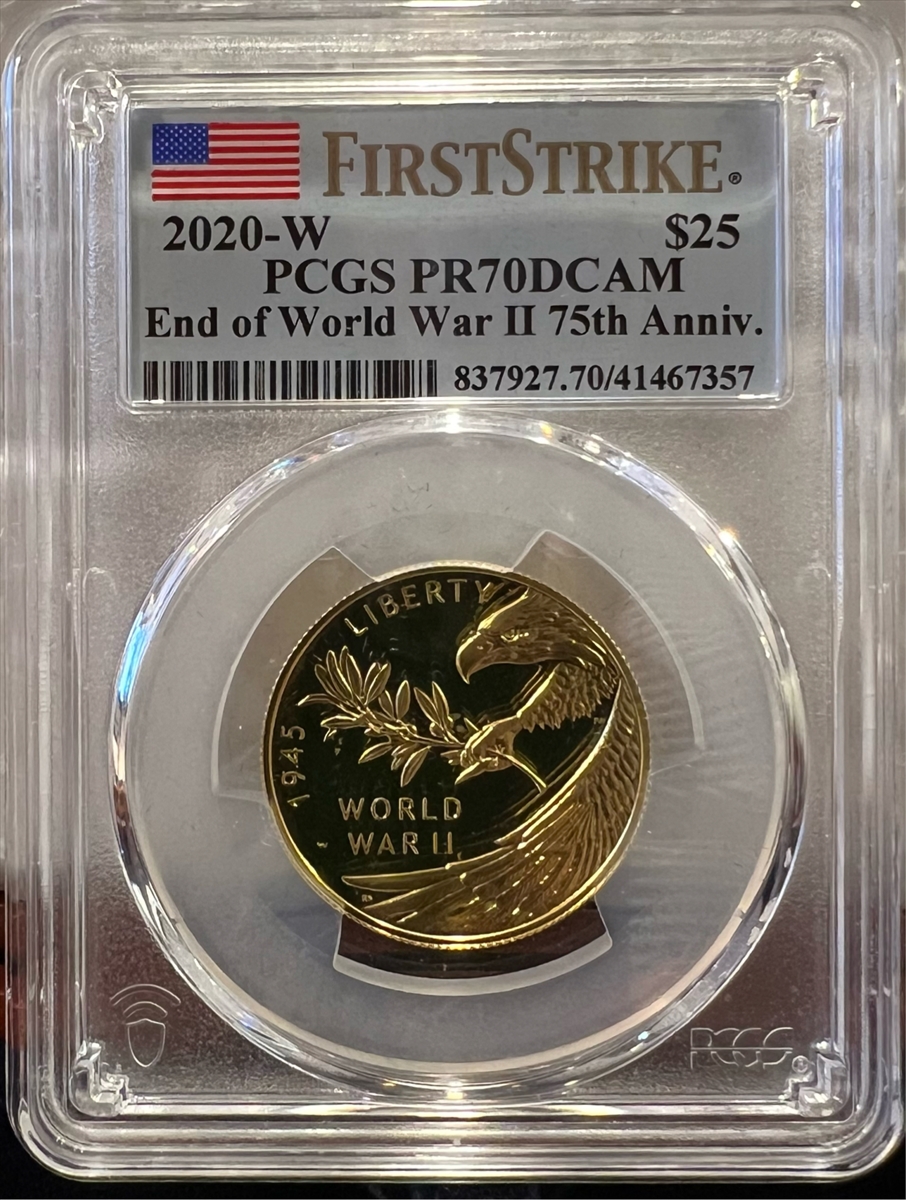 FIRSTSTRIKE®
2020-W $25
PCGS PR70DCAM
End of World War II 75th Anniv.
837927.70/41467357
LIBERTY
1945
WORLD
WAR II
PCGS